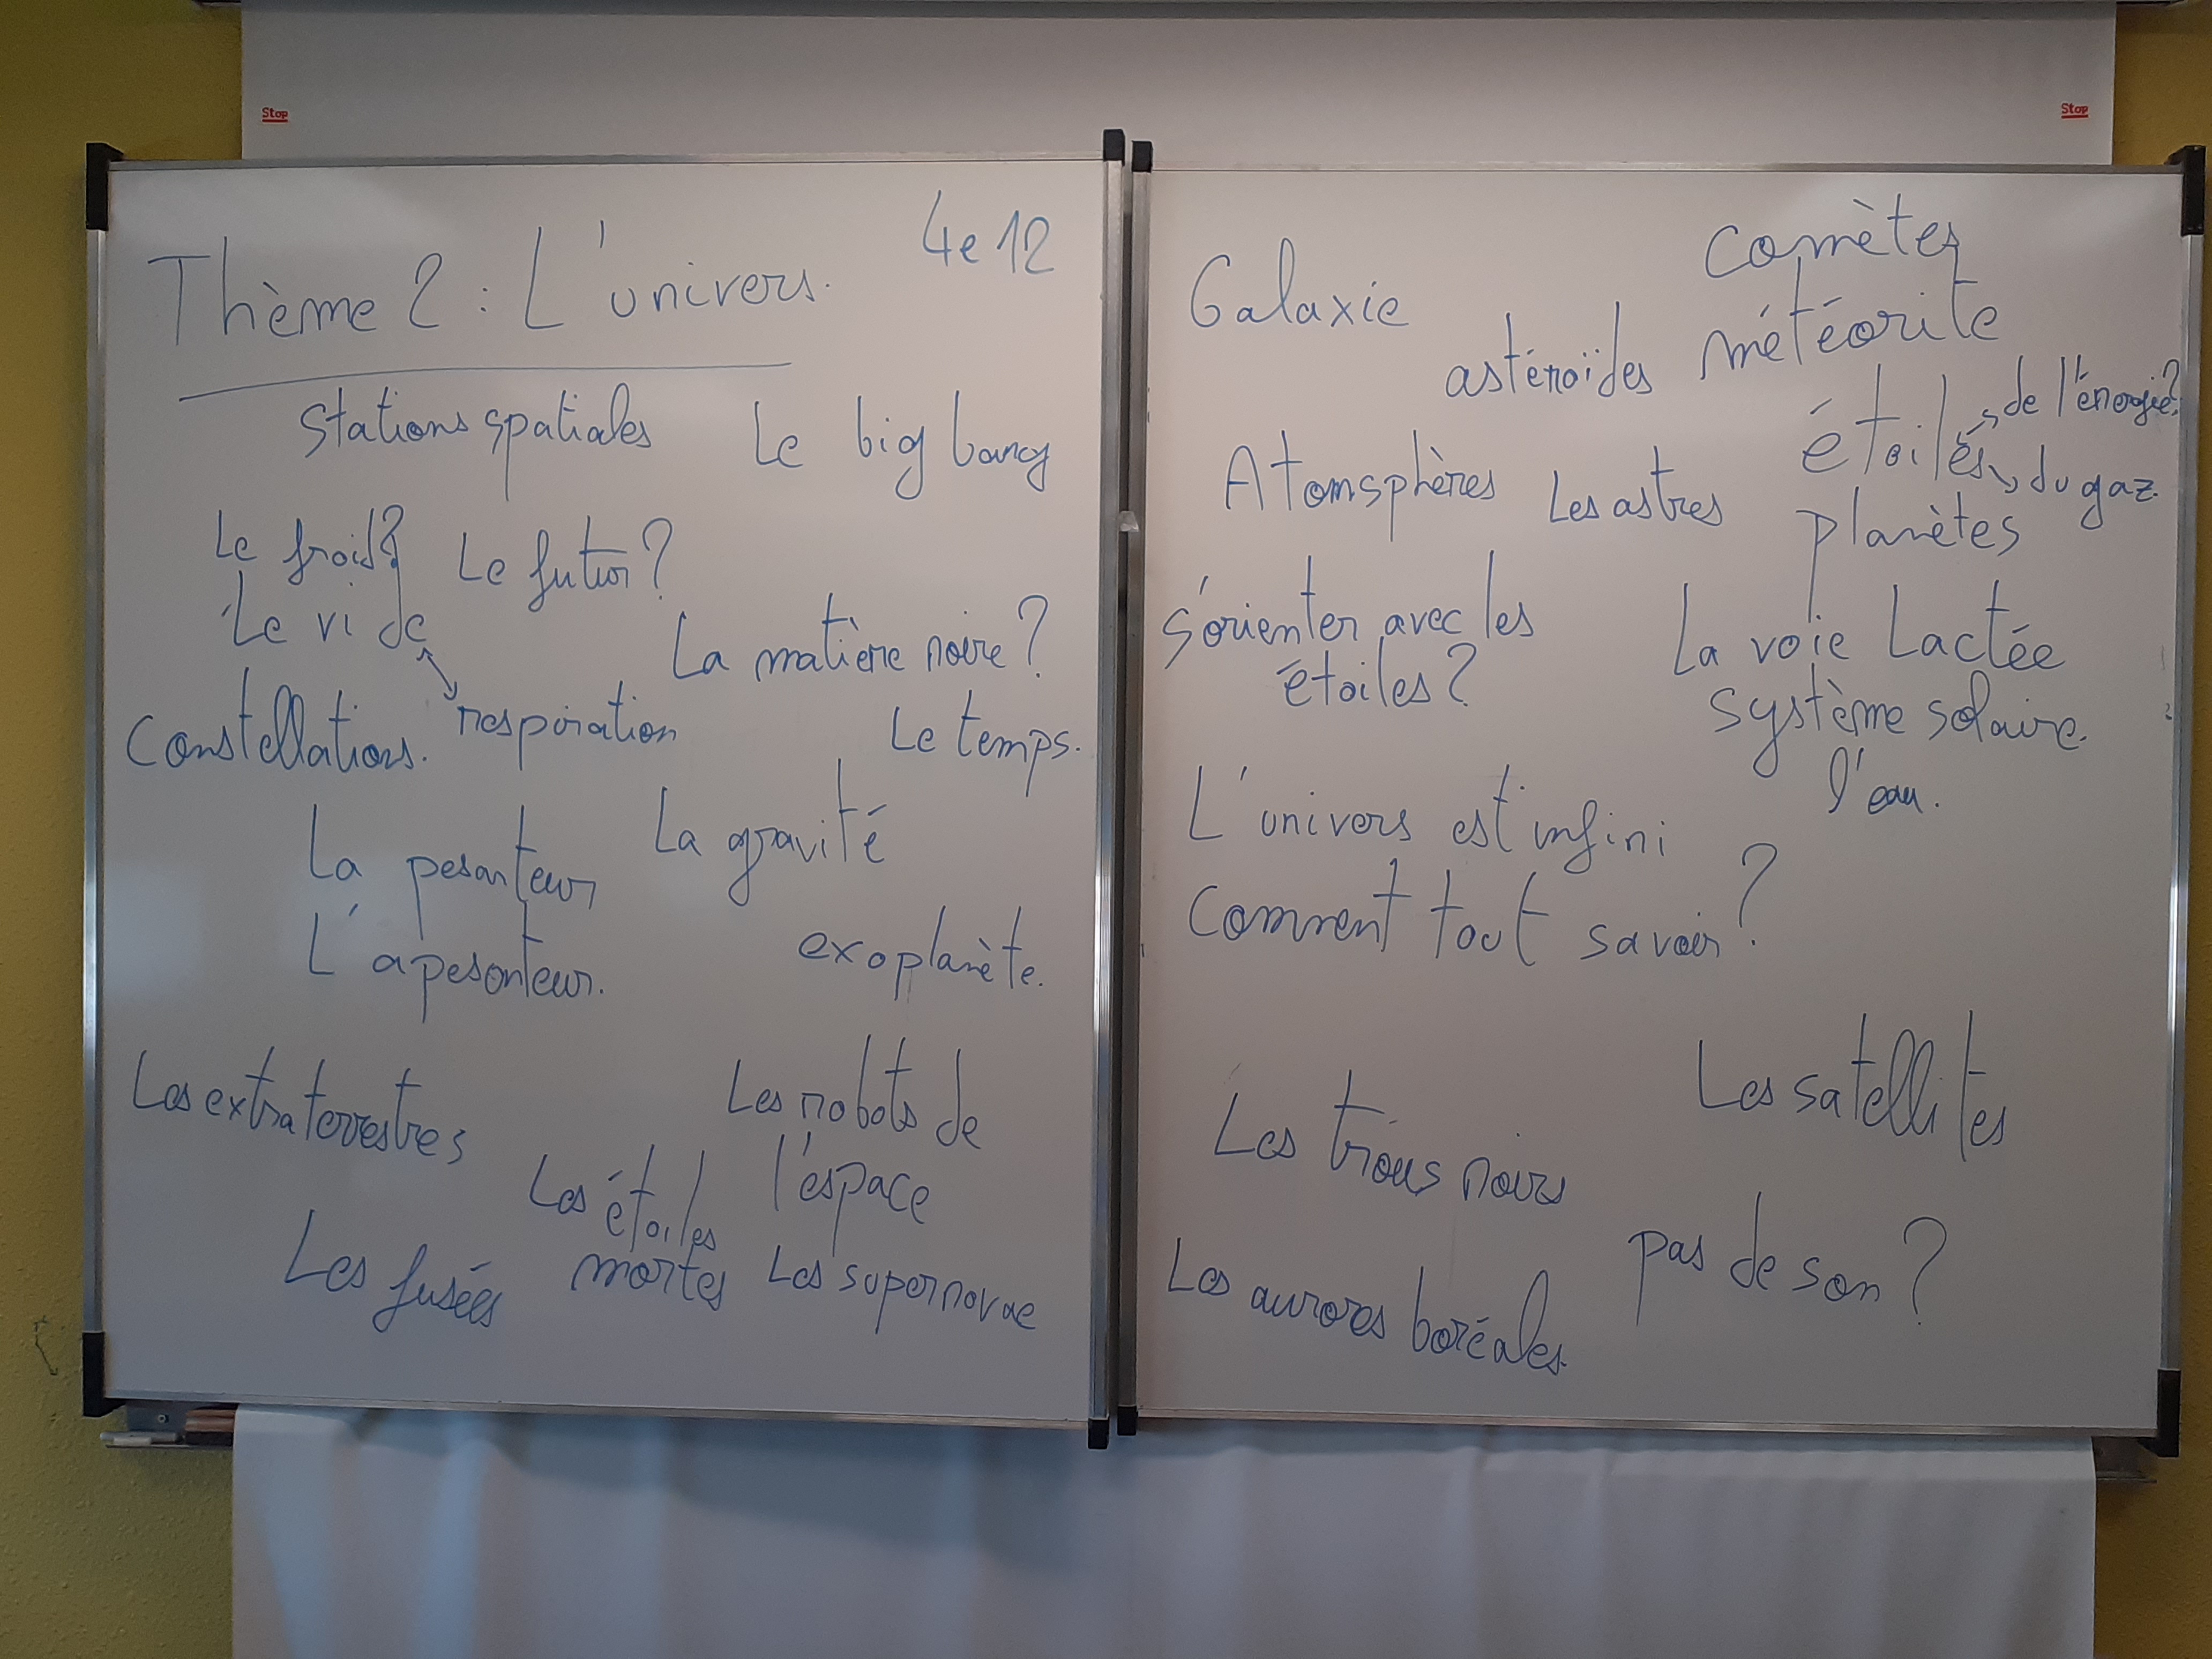 Stop
Stop
4e12
Thème 2 : L'univers.
Stations spatiales
Le big bang
Le froid?
Le futur?
Le vide
La matière noire?
respiration
Constellations.
Le temps.
La gravité
La pesanteur
L'apesonteur.
exoplanète.
Les extraterrestres
Les robots de
l'espace
Les étoiles
mortes
Les fusées
Les supernovae
Galaxie
comètes
météorite
astéroïdes
étoiles
de l'énergie?
du gaz.
Atomsphères
Les astres
planètes
s'orienter avec les
étoiles?
La voie Lactée
système solaire.
l'eau.
L'univers est infini
Comment tout savoir?
Les satellites
Les trous noirs
pas de son?
Les aurores boréales.